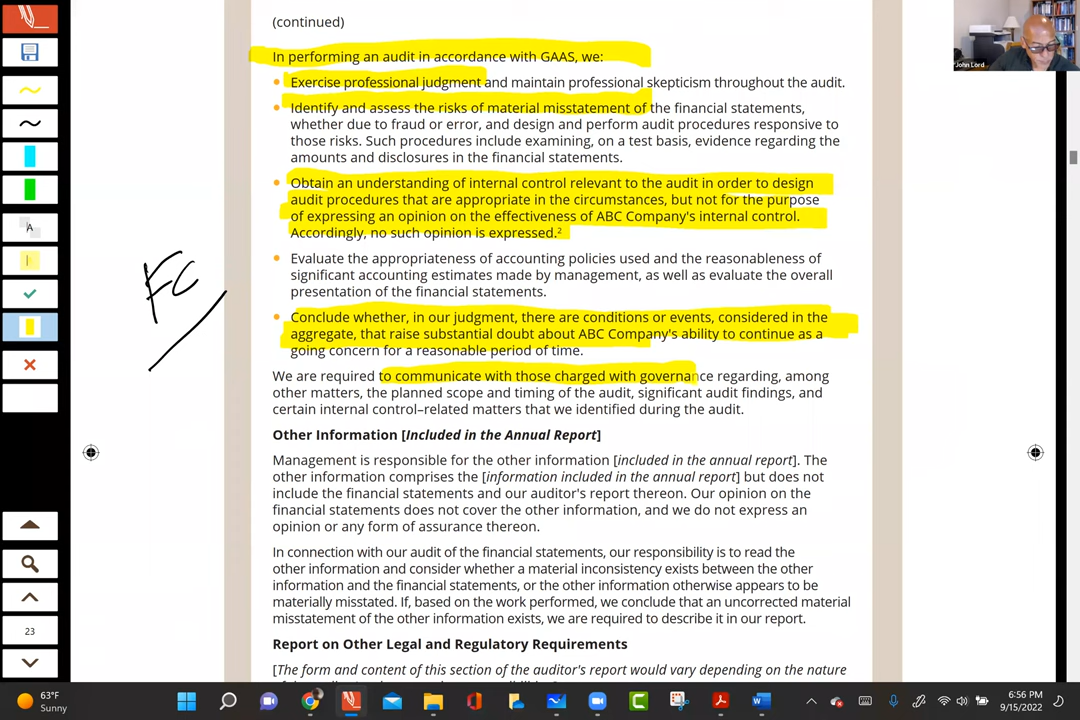 (continued)
In performing an audit in accordance with GAAS, we:
• Exercise professional judgment and maintain professional skepticism throughout the audit.
• Identify and assess the risks of material misstatement of the financial statements,
whether due to fraud or error, and design and perform audit procedures responsive to
those risks. Such procedures include examining, on a test basis, evidence regarding the
amounts and disclosures in the financial statements.
• Obtain an understanding of internal control relevant to the audit in order to design
audit procedures that are appropriate in the circumstances, but not for the purpose
of expressing an opinion on the effectiveness of ABC Company's internal control.
Accordingly, no such opinion is expressed.²
• Evaluate the appropriateness of accounting policies used and the reasonableness of
significant accounting estimates made by management, as well as evaluate the overall
presentation of the financial statements.
• Conclude whether, in our judgment, there are conditions or events, considered in the
aggregate, that raise substantial doubt about ABC Company's ability to continue as a
going concern for a reasonable period of time.
We are required to communicate with those charged with governance regarding, among
other matters, the planned scope and timing of the audit, significant audit findings, and
certain internal control–related matters that we identified during the audit.
Other Information [Included in the Annual Report]
Management is responsible for the other information [included in the annual report]. The
other information comprises the [information included in the annual report] but does not
include the financial statements and our auditor's report thereon. Our opinion on the
financial statements does not cover the other information, and we do not express an
opinion or any form of assurance thereon.
In connection with our audit of the financial statements, our responsibility is to read the
other information and consider whether a material inconsistency exists between the other
information and the financial statements, or the other information otherwise appears to be
materially misstated. If, based on the work performed, we conclude that an uncorrected material
misstatement of the other information exists, we are required to describe it in our report.
Report on Other Legal and Regulatory Requirements
[The form and content of this section of the auditor's report would vary depending on the nature
John Lord
A
23
63°F
Sunny
6:56 PM
9/15/2022